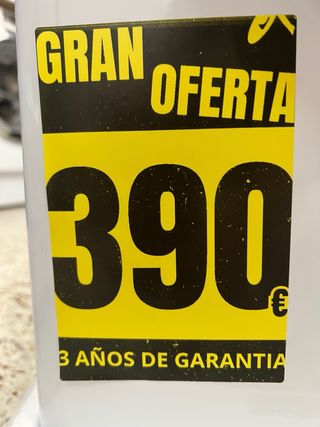 GRAN
OFERTA
390€
3 AÑOS DE GARANTIA